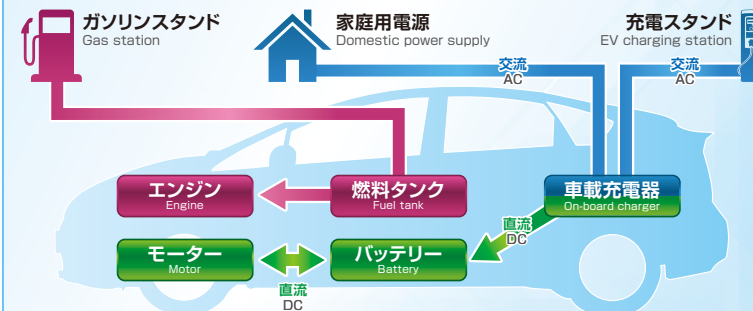 ガソリンスタンド
Gas station
家庭用電源
Domestic power supply
充電スタンド
EV charging station
交流
AC
交流
AC
エンジン
Engine
燃料タンク
Fuel tank
車載充電器
On-board charger
直流
DC
モーター
Motor
バッテリー
Battery
直流
DC